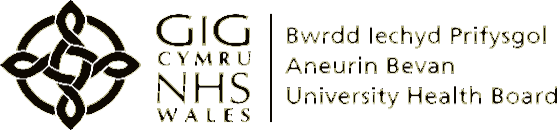 GIG
CYMRU
NHS
WALES
Bwrdd Iechyd Prifysgol
Aneurin Bevan
University Health Board